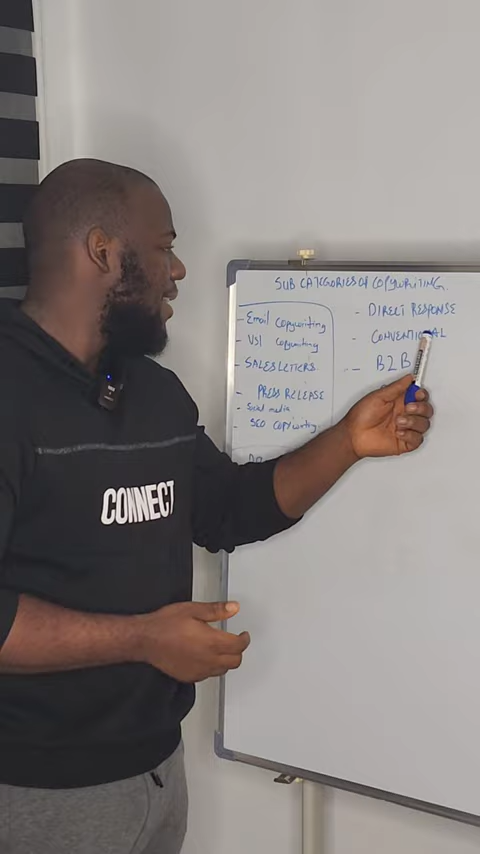 SUB CATEGORIES OF COPYWRITING.
- Email Copywriting
- VSl copywriting
- SALES LETTERS.
- PRESS RELEASE
- Social media
- SEO Copywriting
- DIRECT RESPONSE
- CONVENTIONAL
- B2B
CONNECT